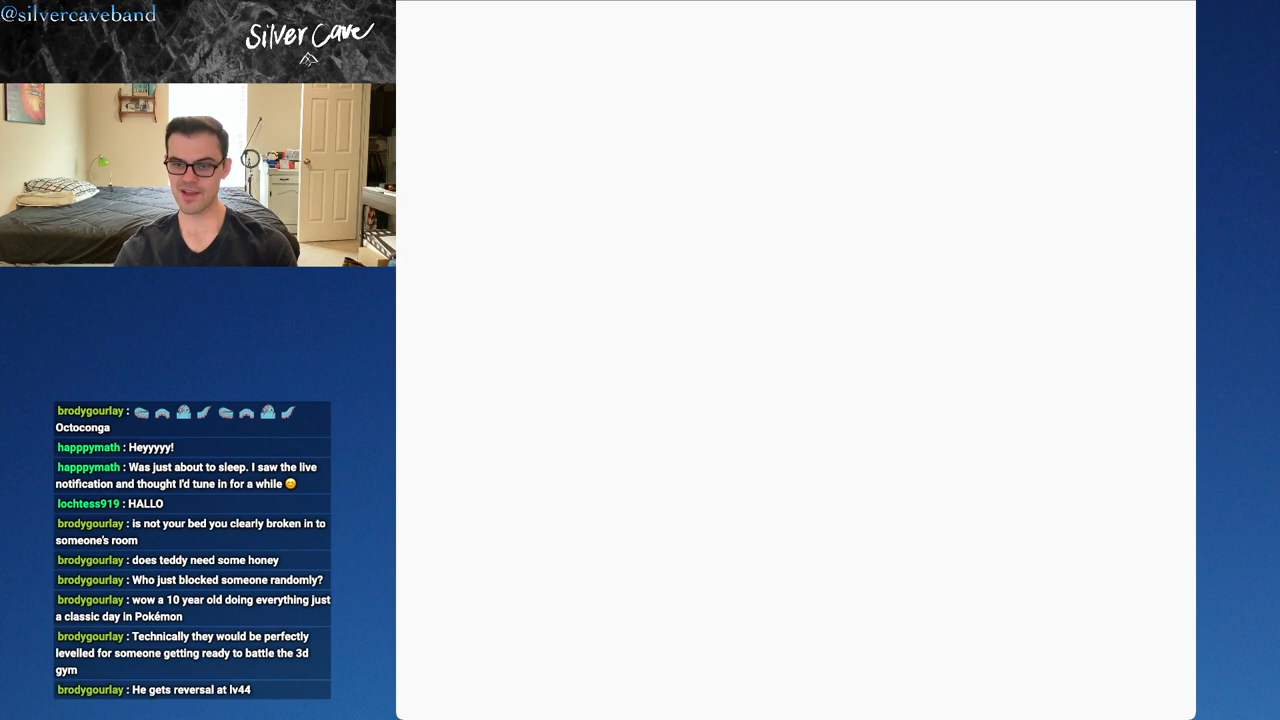 @silvercaveband
Silver Cave
brodygourlay :
Octoconga
happpymath : Heyyyyy!
happpymath : Was just about to sleep. I saw the live
notification and thought I'd tune in for a while 😊
lochtess919 : HALLO
brodygourlay : is not your bed you clearly broken in to
someone's room
brodygourlay : does teddy need some honey
brodygourlay : Who just blocked someone randomly?
brodygourlay : wow a 10 year old doing everything just
a classic day in Pokémon
brodygourlay : Technically they would be perfectly
levelled for someone getting ready to battle the 3d
gym
brodygourlay : He gets reversal at lv44